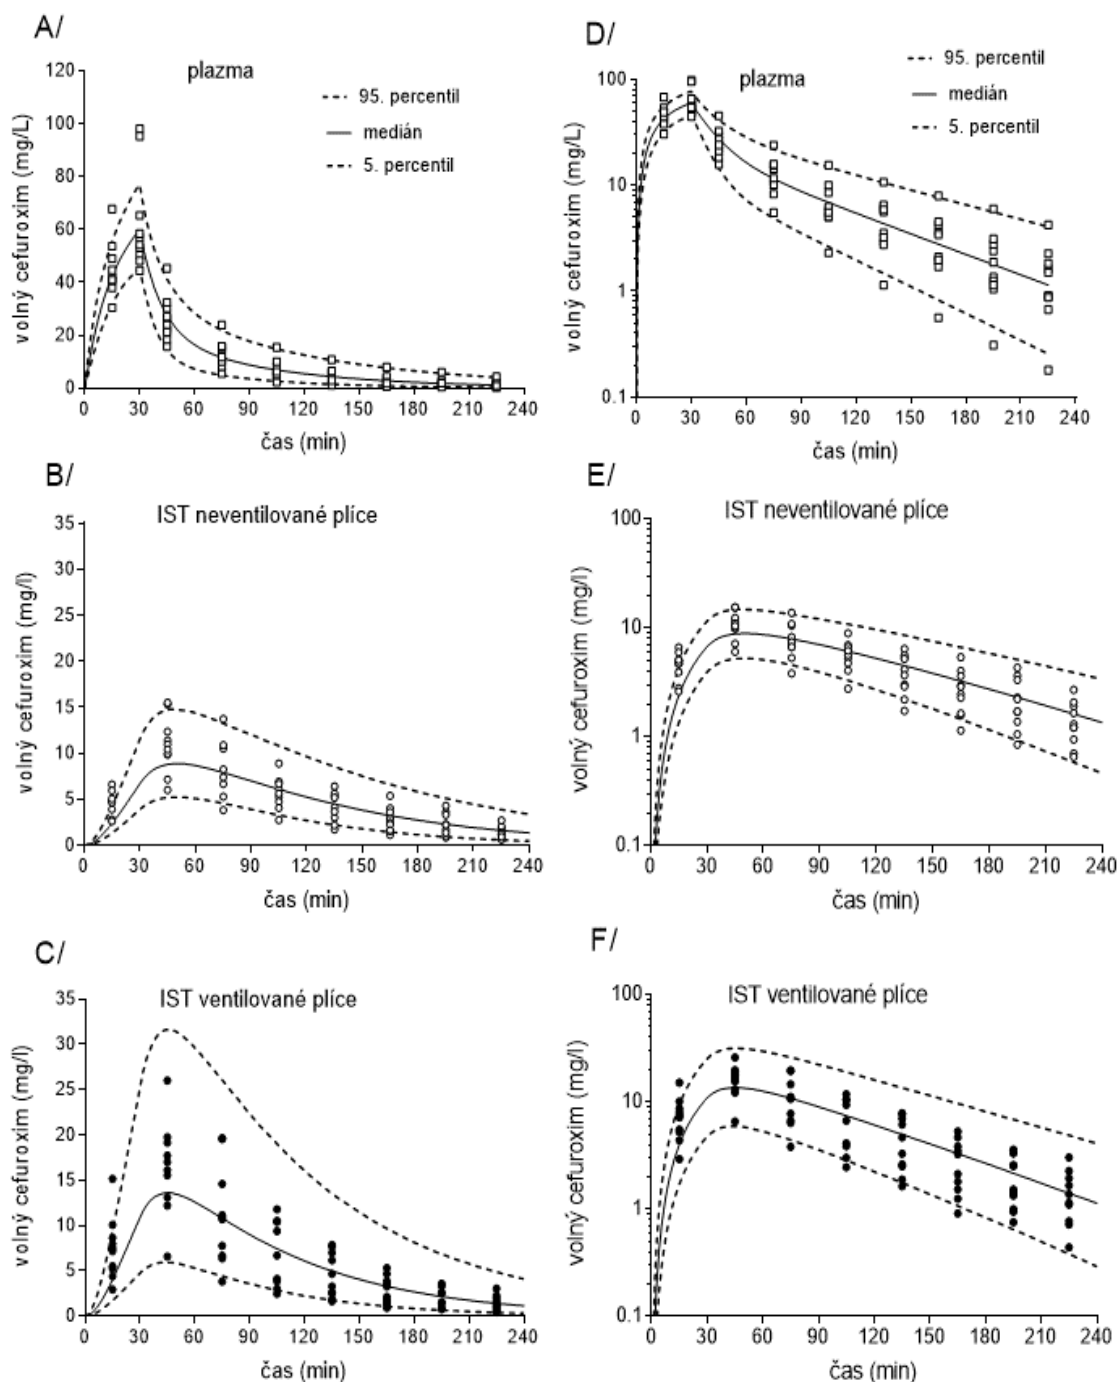 A/
plazma
95. percentil
medián
5. percentil
volný cefuroxim (mg/L)
120
100
80
60
40
20
0
0 30 60 90 120 150 180 210 240
čas (min)
D/
plazma
95. percentil
medián
5. percentil
volný cefuroxim (mg/L)
100
10
1
0.1
0 30 60 90 120 150 180 210 240
čas (min)
B/
IST neventilované plíce
volný cefuroxim (mg/l)
35
30
25
20
15
10
5
0
0 30 60 90 120 150 180 210 240
čas (min)
E/
IST neventilované plíce
volný cefuroxim (mg/l)
100
10
1
0.1
0 30 60 90 120 150 180 210 240
čas (min)
C/
IST ventilované plíce
volný cefuroxim (mg/l)
35
30
25
20
15
10
5
0
0 30 60 90 120 150 180 210 240
čas (min)
F/
IST ventilované plíce
volný cefuroxim (mg/l)
100
10
1
0.1
0 30 60 90 120 150 180 210 240
čas (min)